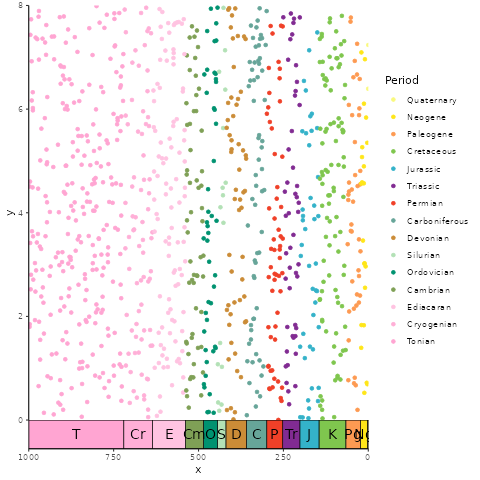 8
6
4
2
0
y
T Cr E Cm O S D C P Tr J K Pg N
1000 750 500 250 0
x
Period
Quaternary
Neogene
Paleogene
Cretaceous
Jurassic
Triassic
Permian
Carboniferous
Devonian
Silurian
Ordovician
Cambrian
Ediacaran
Cryogenian
Tonian